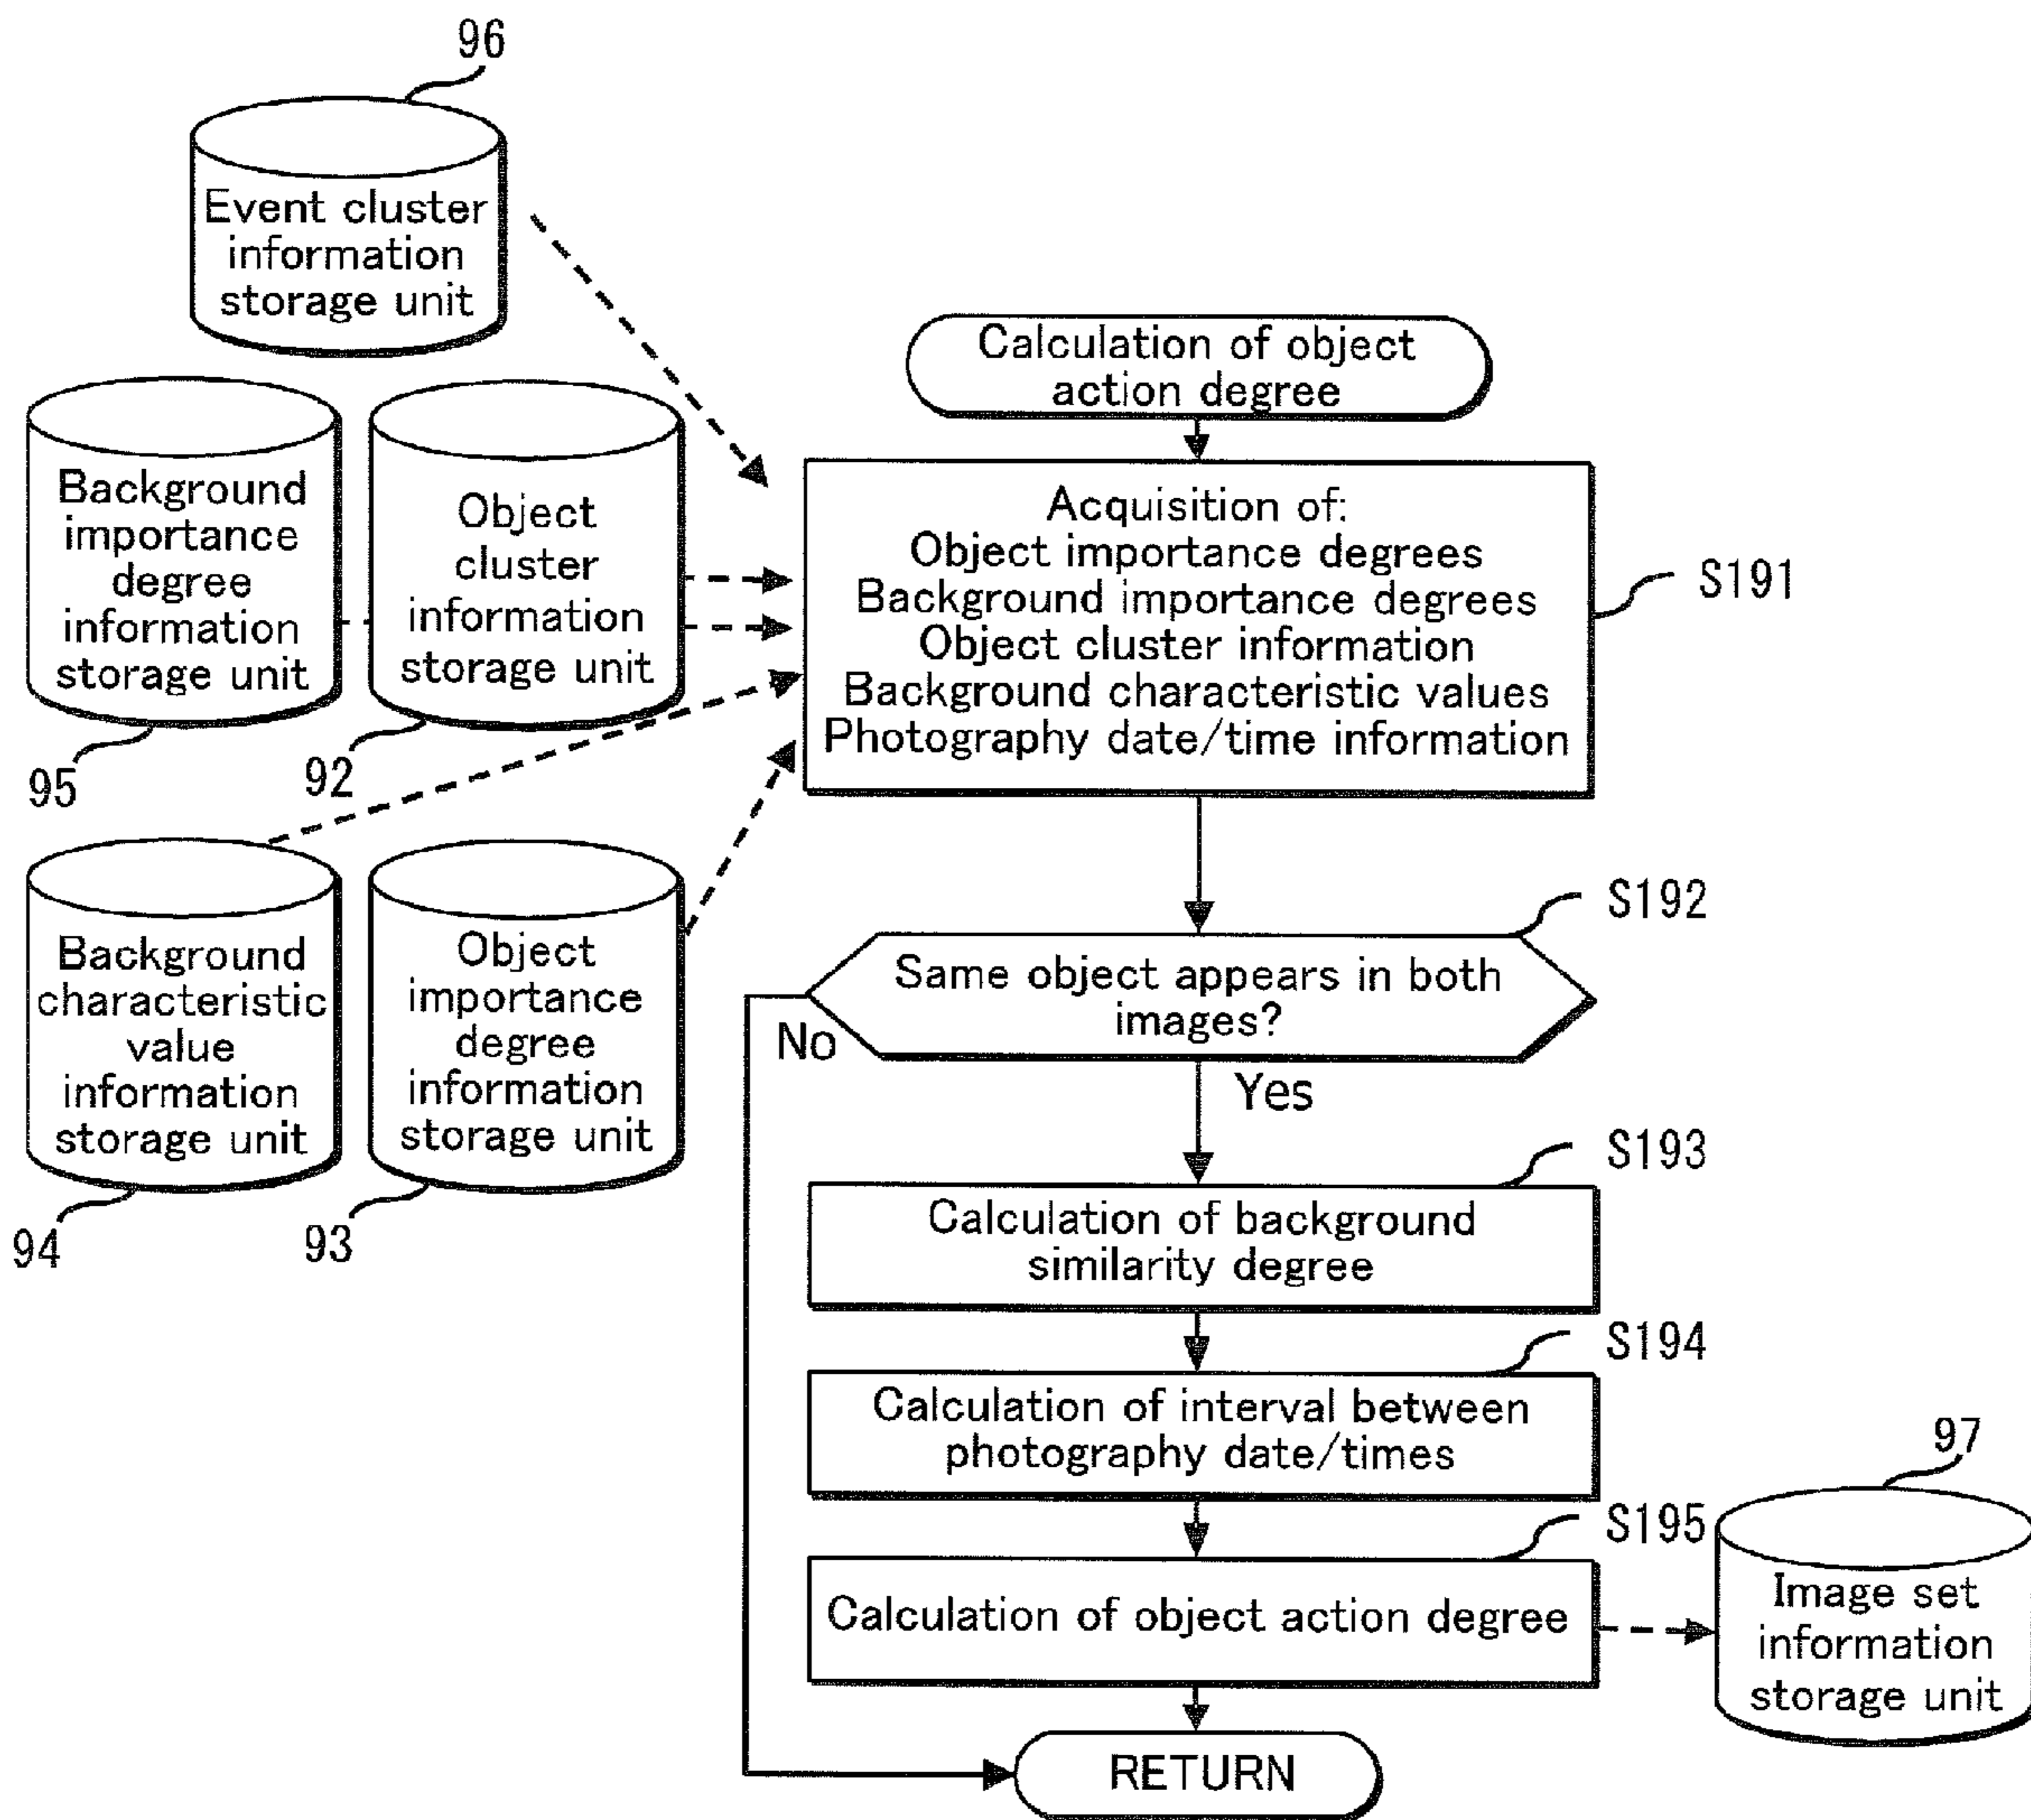 96
Event cluster
information
storage unit
Calculation of object
action degree
Background
importance
degree
information
storage unit
95
Object
cluster
information
storage unit
92
Acquisition of:
Object importance degrees
Background importance degrees
Object cluster information
Background characteristic values
Photography date/time information
S191
Background
characteristic
value
information
storage unit
94
Object
importance
degree
information
storage unit
93
S192
Same object appears in both
images?
No
Yes
S193
Calculation of background
similarity degree
S194
Calculation of interval between
photography date/times
S195
Calculation of object action degree
97
Image set
information
storage unit
RETURN